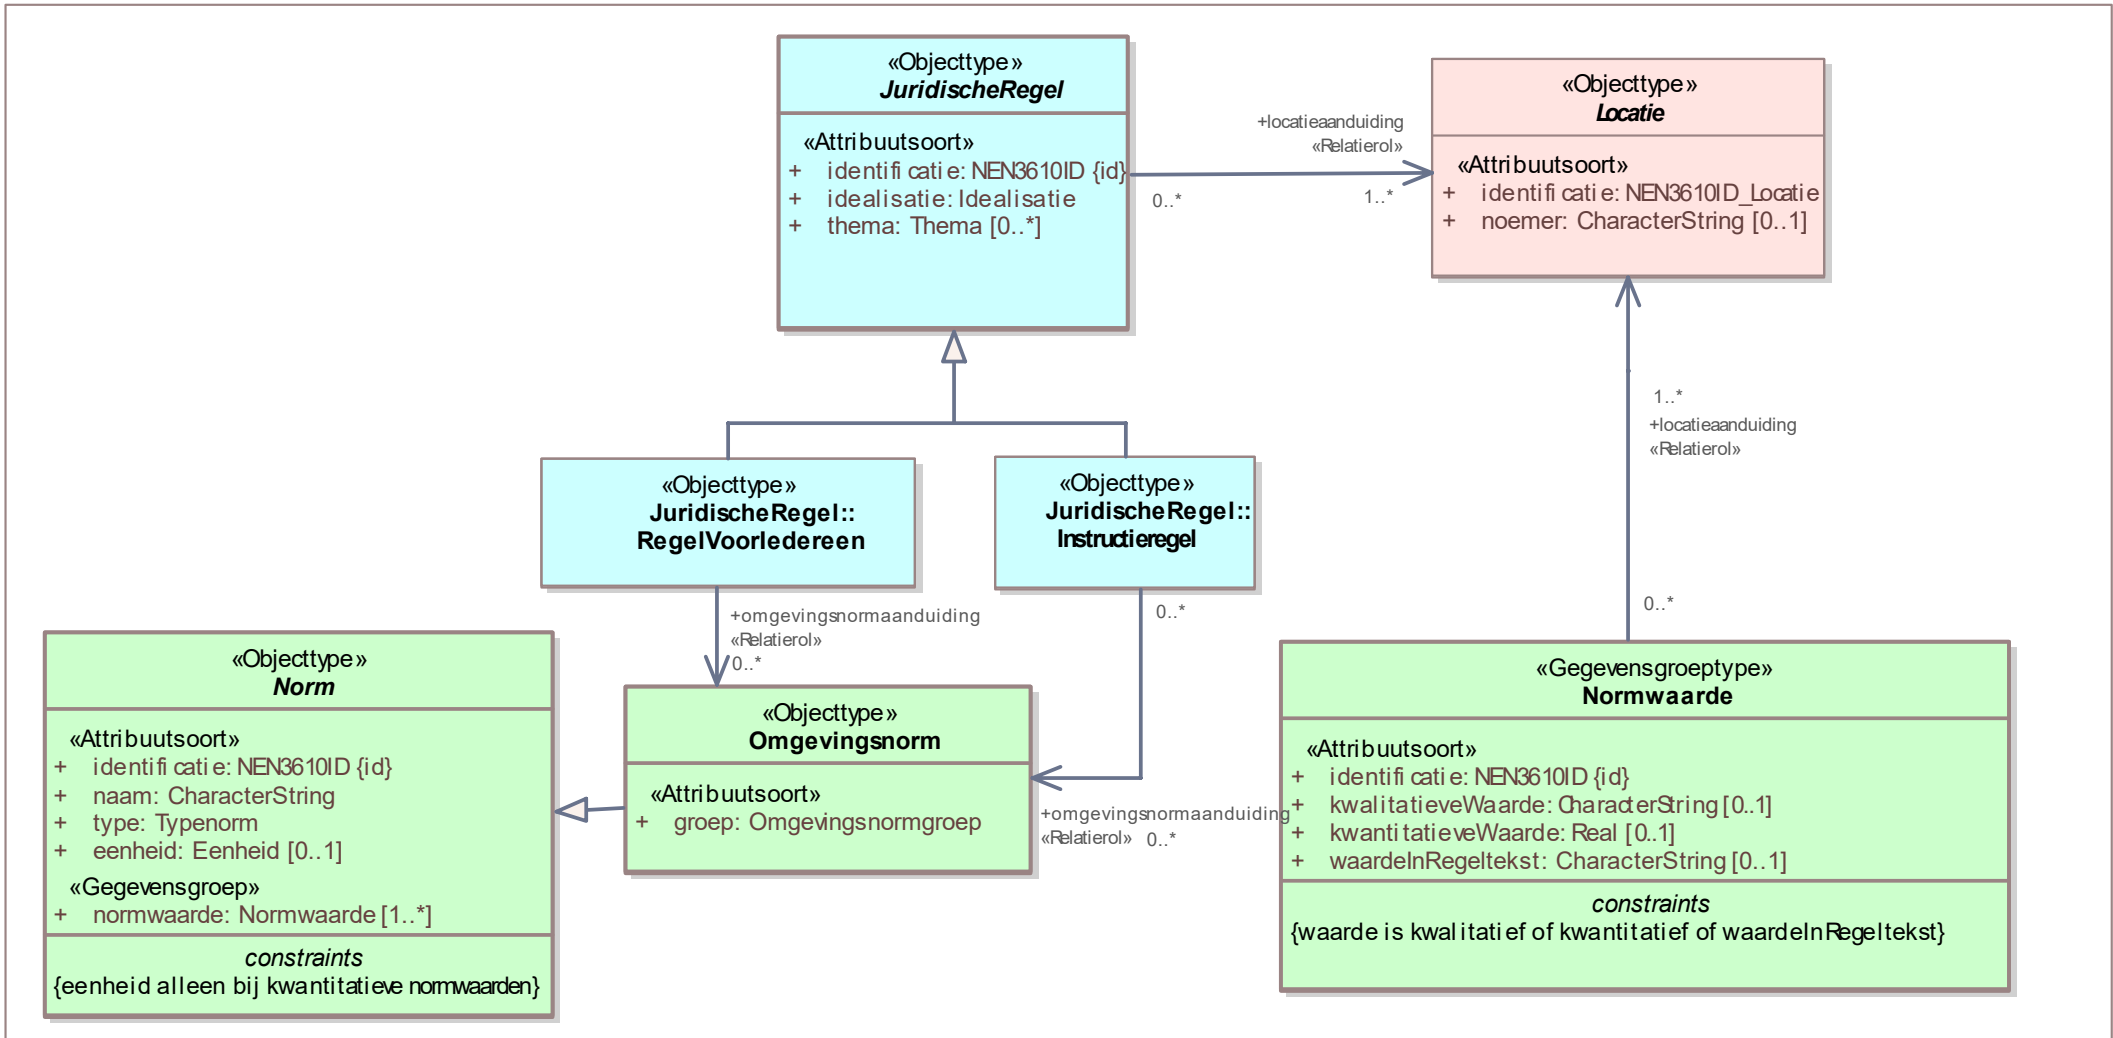 «Objecttype»
JuridischeRegel
«Attribuutsoort»
+ identificatie: NEN3610ID {id}
+ idealisatie: Idealisatie
+ thema: Thema [0..*]
+locatieaanduiding
«Relatierol»
0..*
1..*
«Objecttype»
Locatie
«Attribuutsoort»
+ identificatie: NEN3610ID_Locatie
+ noemer: CharacterString [0..1]
1..*
+locatieaanduiding
«Relatierol»
0..*
«Objecttype»
JuridischeRegel::
RegelVoorIedereen
«Objecttype»
JuridischeRegel::
Instructieregel
+omgevingsnormaanduiding
«Relatierol»
0..*
0..*
«Objecttype»
Norm
«Attribuutsoort»
+ identificatie: NEN3610ID {id}
+ naam: CharacterString
+ type: Typenorm
+ eenheid: Eenheid [0..1]
«Gegevensgroep»
+ normwaarde: Normwaarde [1..*]
constraints
{eenheid alleen bij kwantitatieve normwaarden}
«Objecttype»
Omgevingsnorm
«Attribuutsoort»
+ groep: Omgevingsnormgroep
+omgevingsnormaanduiding
«Relatierol» 0..*
«Gegevensgroeptype»
Normwaarde
«Attribuutsoort»
+ identificatie: NEN3610ID {id}
+ kwalitatieveWaarde: CharacterString [0..1]
+ kwantitatieveWaarde: Real [0..1]
+ waardeInRegeltekst: CharacterString [0..1]
constraints
{waarde is kwalitatief of kwantitatief of waardeInRegeltekst}